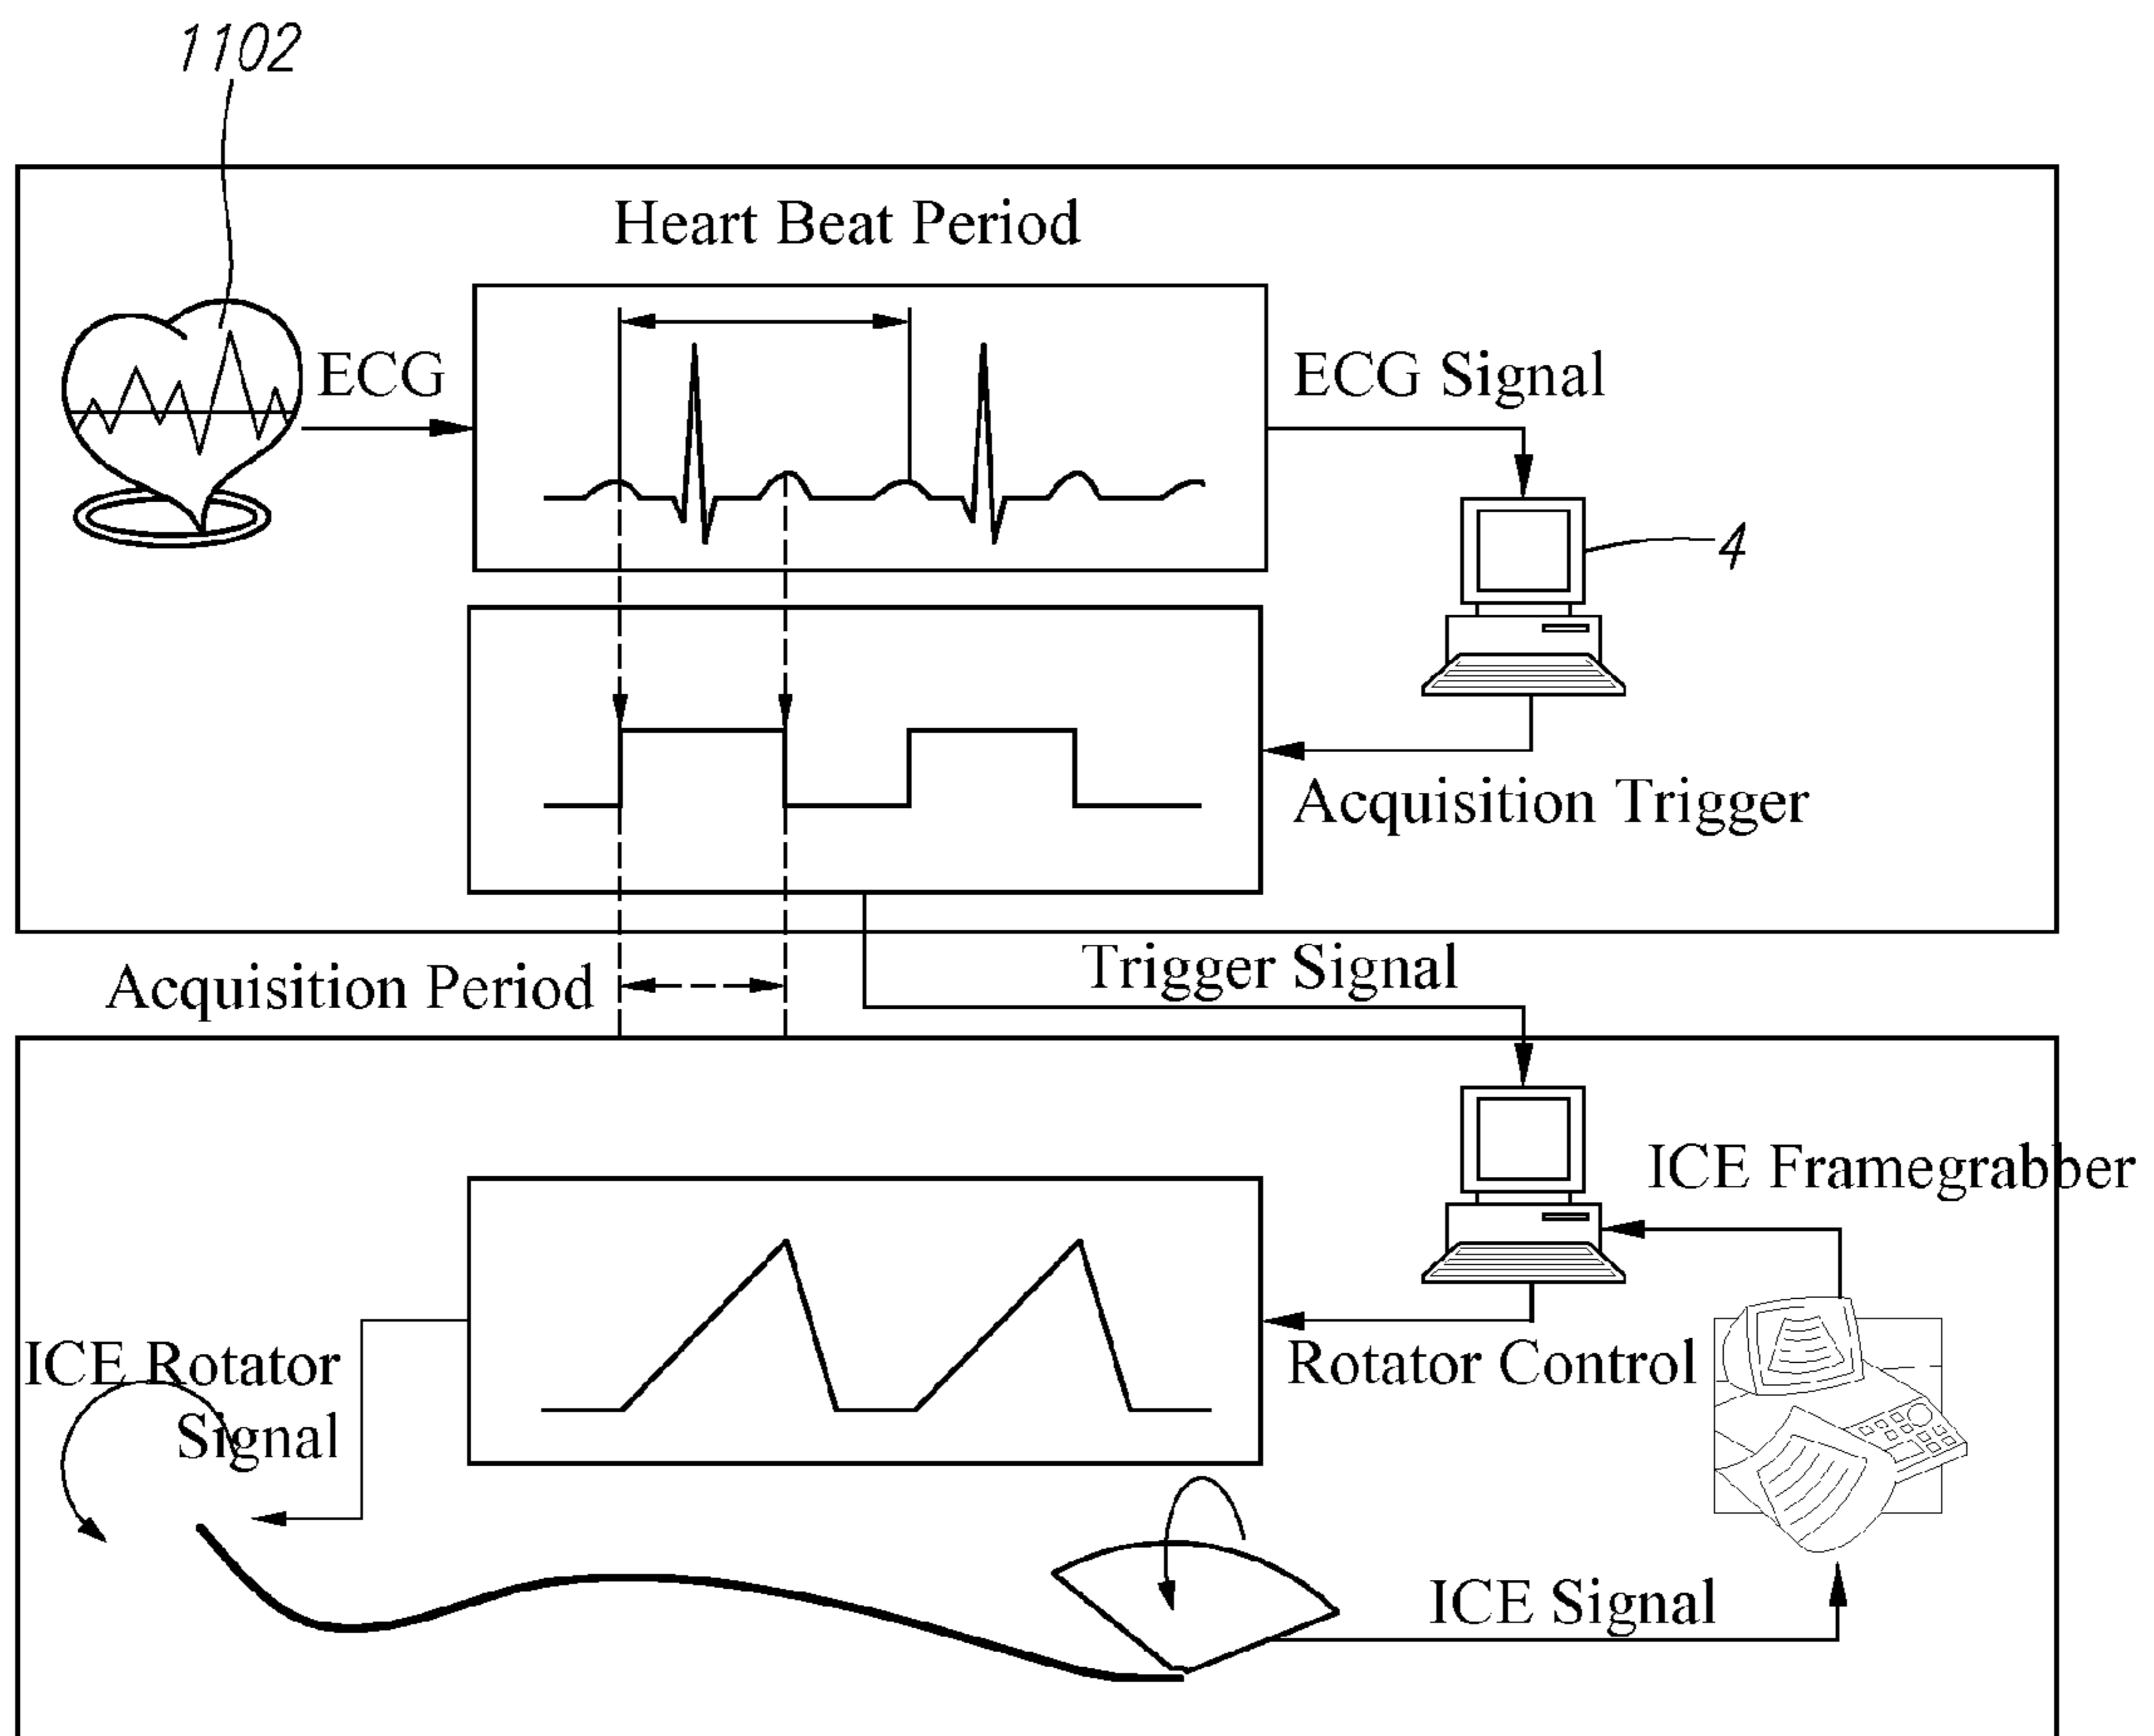 1102
Heart Beat Period
ECG
ECG Signal
4
Acquisition Trigger
Trigger Signal
Acquisition Period
ICE Framegrabber
ICE Rotator
Signal
Rotator Control
ICE Signal